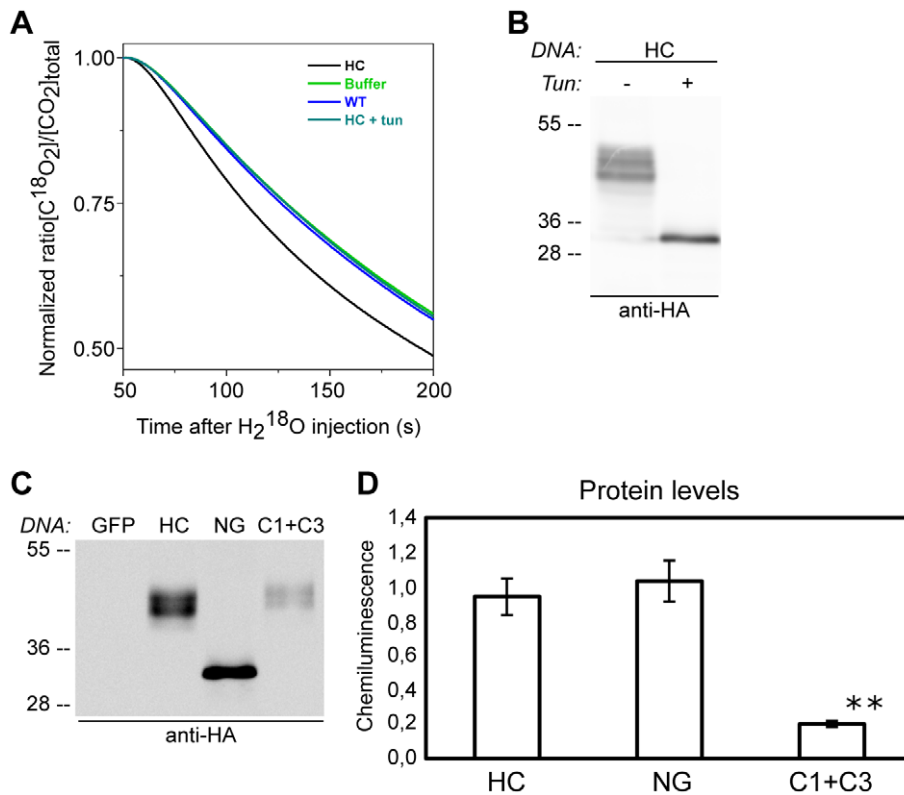 A
Normalized ratio[C¹⁸O₂]/[CO₂]total
1.00
0.75
0.50
HC
Buffer
WT
HC + tun
50 100 150 200
Time after H₂¹⁸O injection (s)
B
DNA: HC
Tun: - +
55 --
36 --
28 --
anti-HA
C
DNA: GFP HC NG C1+C3
55 --
36 --
28 --
anti-HA
D
Protein levels
Chemiluminescence
1,4
1,2
1,0
0,8
0,6
0,4
0,2
0,0
**
HC NG C1+C3